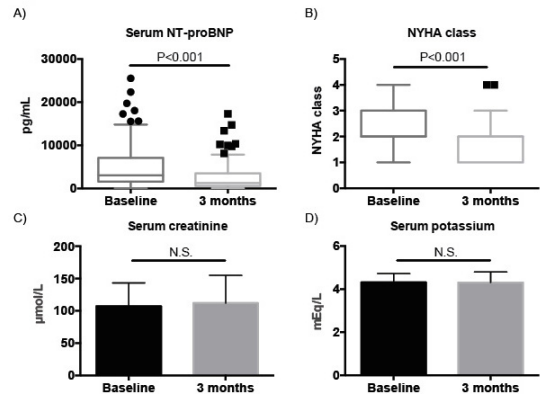 A)
Serum NT-proBNP
P<0.001
30000
20000
10000
0
pg/mL
Baseline
3 months
B)
NYHA class
P<0.001
5
4
3
2
1
0
NYHA class
Baseline
3 months
C)
Serum creatinine
N.S.
200
150
100
50
0
µmol/L
Baseline
3 months
D)
Serum potassium
N.S.
6
4
2
0
mEq/L
Baseline
3 months